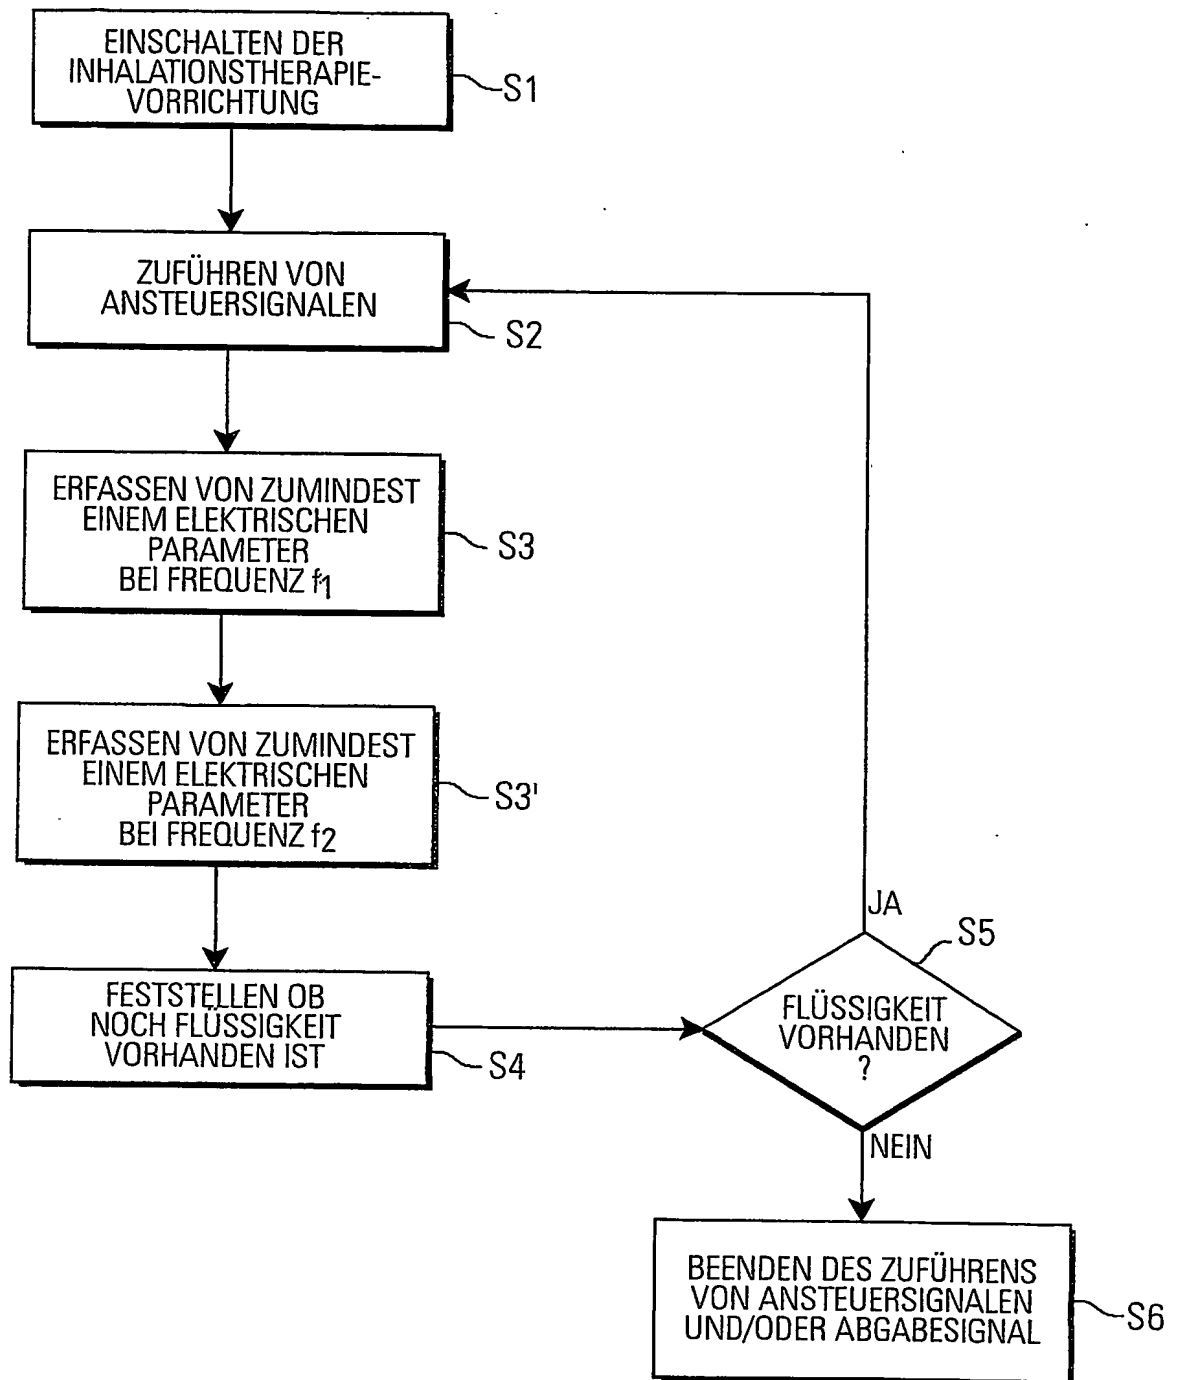 EINSCHALTEN DER
INHALATIONSTHERAPIE-
VORRICHTUNG
S1
ZUFÜHREN VON
ANSTEUERSIGNALEN
S2
ERFASSEN VON ZUMINDEST
EINEM ELEKTRISCHEN
PARAMETER
BEI FREQUENZ f1
S3
ERFASSEN VON ZUMINDEST
EINEM ELEKTRISCHEN
PARAMETER
BEI FREQUENZ f2
S3'
FESTSTELLEN OB
NOCH FLÜSSIGKEIT
VORHANDEN IST
S4
JA
S5
FLÜSSIGKEIT
VORHANDEN
?
NEIN
BEENDEN DES ZUFÜHRENS
VON ANSTEUERSIGNALEN
UND/ODER ABGABESIGNAL
S6